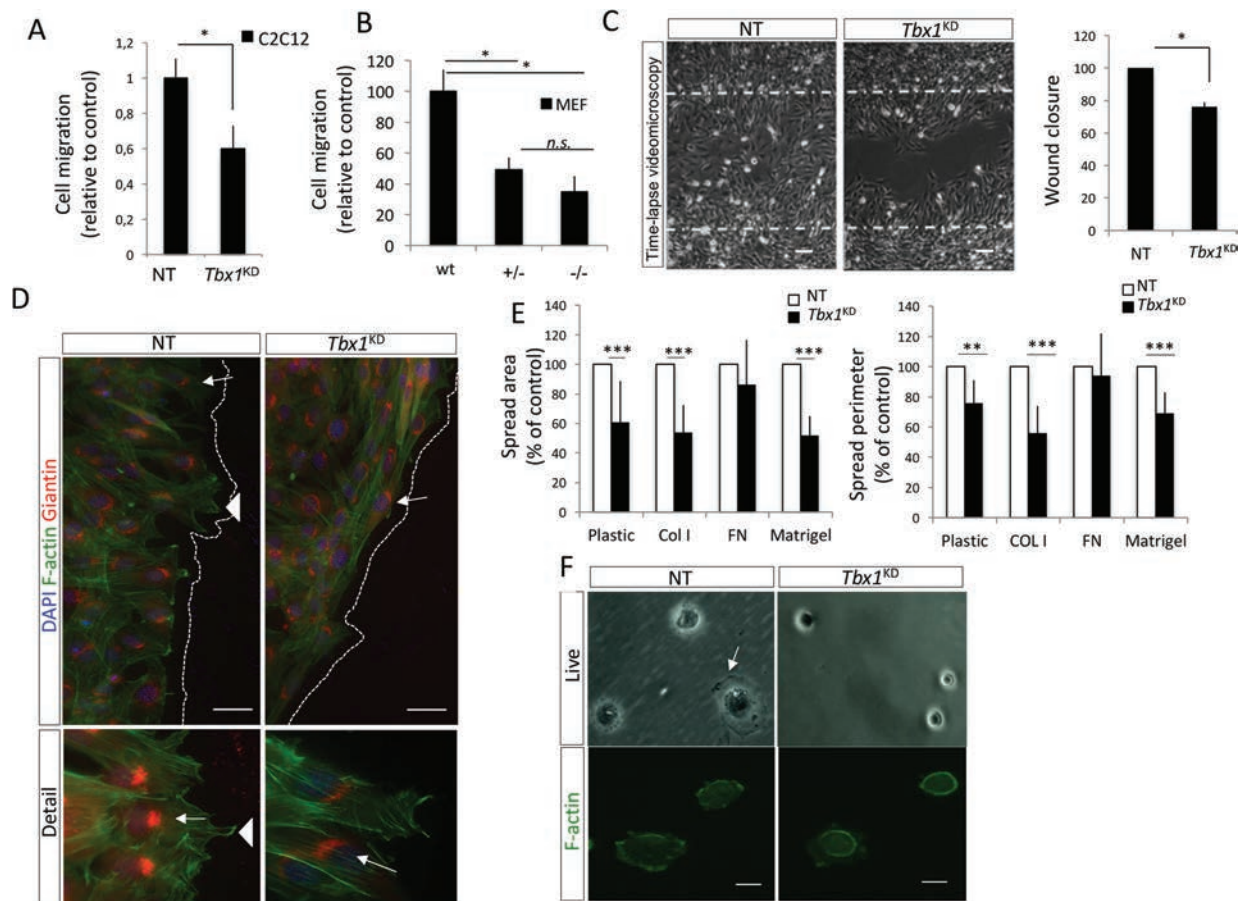 A
Cell migration
(relative to control)
1,2
1
0,8
0,6
0,4
0,2
0
*
C2C12
NT
Tbx1KD
B
Cell migration
(relative to control)
120
100
80
60
40
20
0
*
*
MEF
n.s.
wt
+/-
-/-
C
NT
Tbx1KD
Time-lapse videomicroscopy
Wound closure
120
100
80
60
40
20
0
*
NT
Tbx1KD
D
NT
Tbx1KD
DAPI F-actin Giantin
Detail
E
NT
Tbx1KD
Spread area
(% of control)
140
120
100
80
60
40
20
0
***
***
***
Plastic
Col I
FN
Matrigel
NT
Tbx1KD
Spread perimeter
(% of control)
140
120
100
80
60
40
20
0
**
***
***
Plastic
COL I
FN
Matrigel
F
NT
Tbx1KD
Live
F-actin